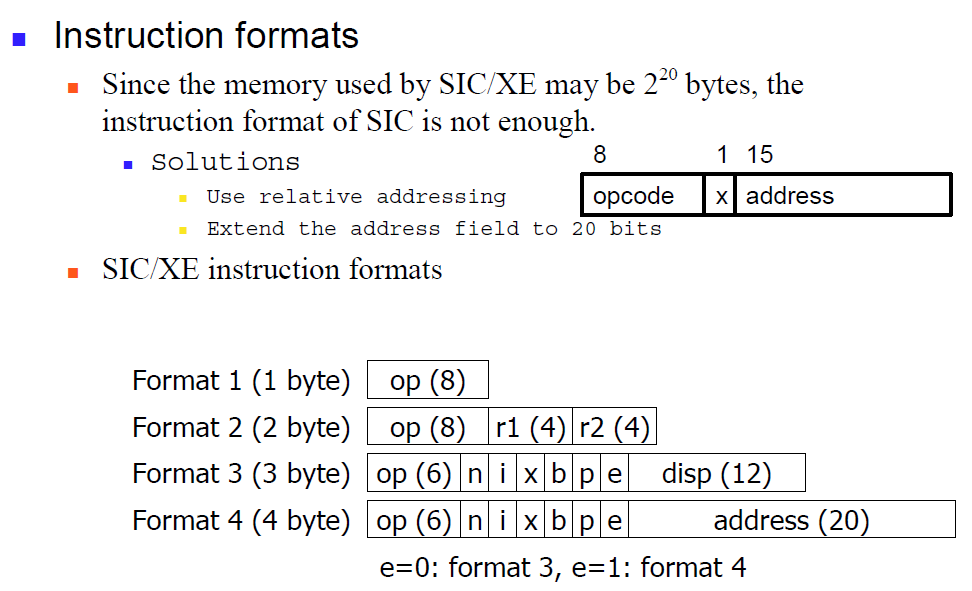 Instruction formats
Since the memory used by SIC/XE may be 2^20 bytes, the
instruction format of SIC is not enough.
Solutions
Use relative addressing
Extend the address field to 20 bits
8 1 15
opcode x address
SIC/XE instruction formats
Format 1 (1 byte) op (8)
Format 2 (2 byte) op (8) r1 (4) r2 (4)
Format 3 (3 byte) op (6) n i x b p e disp (12)
Format 4 (4 byte) op (6) n i x b p e address (20)
e=0: format 3, e=1: format 4